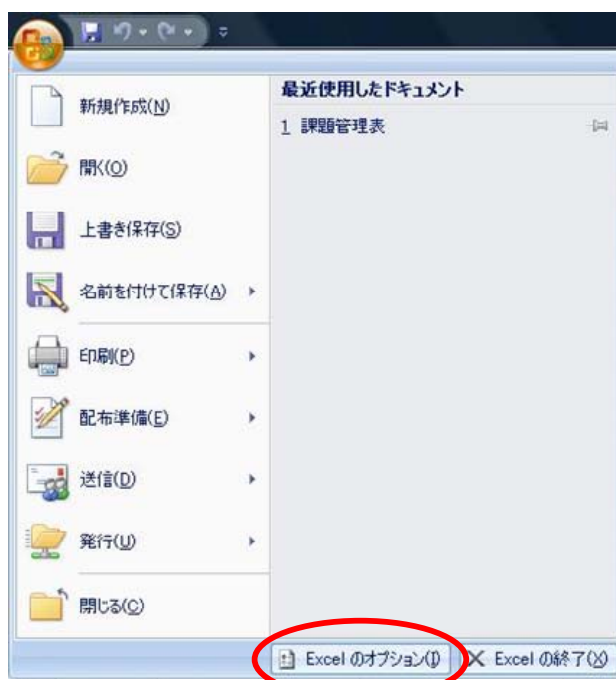 新規作成(N)
開く(O)
上書き保存(S)
名前を付けて保存(A)
印刷(P)
配布準備(E)
送信(D)
発行(U)
閉じる(C)
最近使用したドキュメント
1 課題管理表
Excel のオプション(I)
Excel の終了(X)